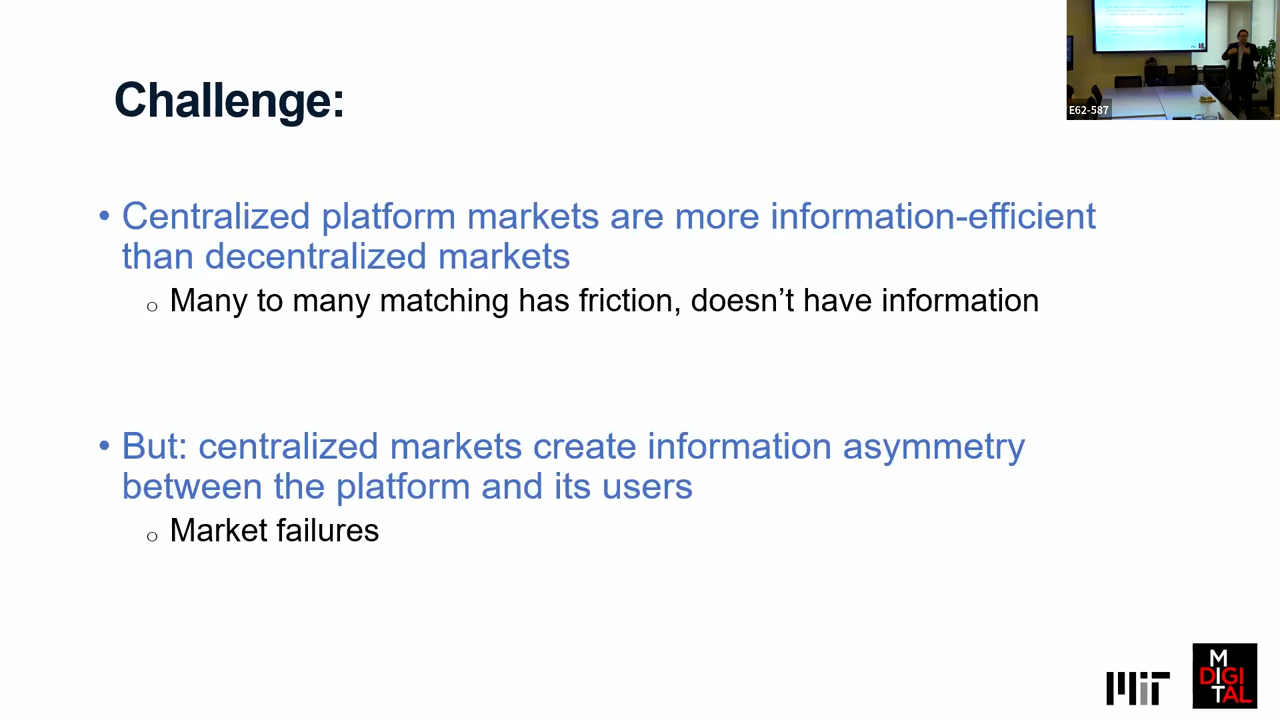 Challenge:
E62-587
• Centralized platform markets are more information-efficient
than decentralized markets
o Many to many matching has friction, doesn’t have information
• But: centralized markets create information asymmetry
between the platform and its users
o Market failures
MiT
M
DIGI
TAL